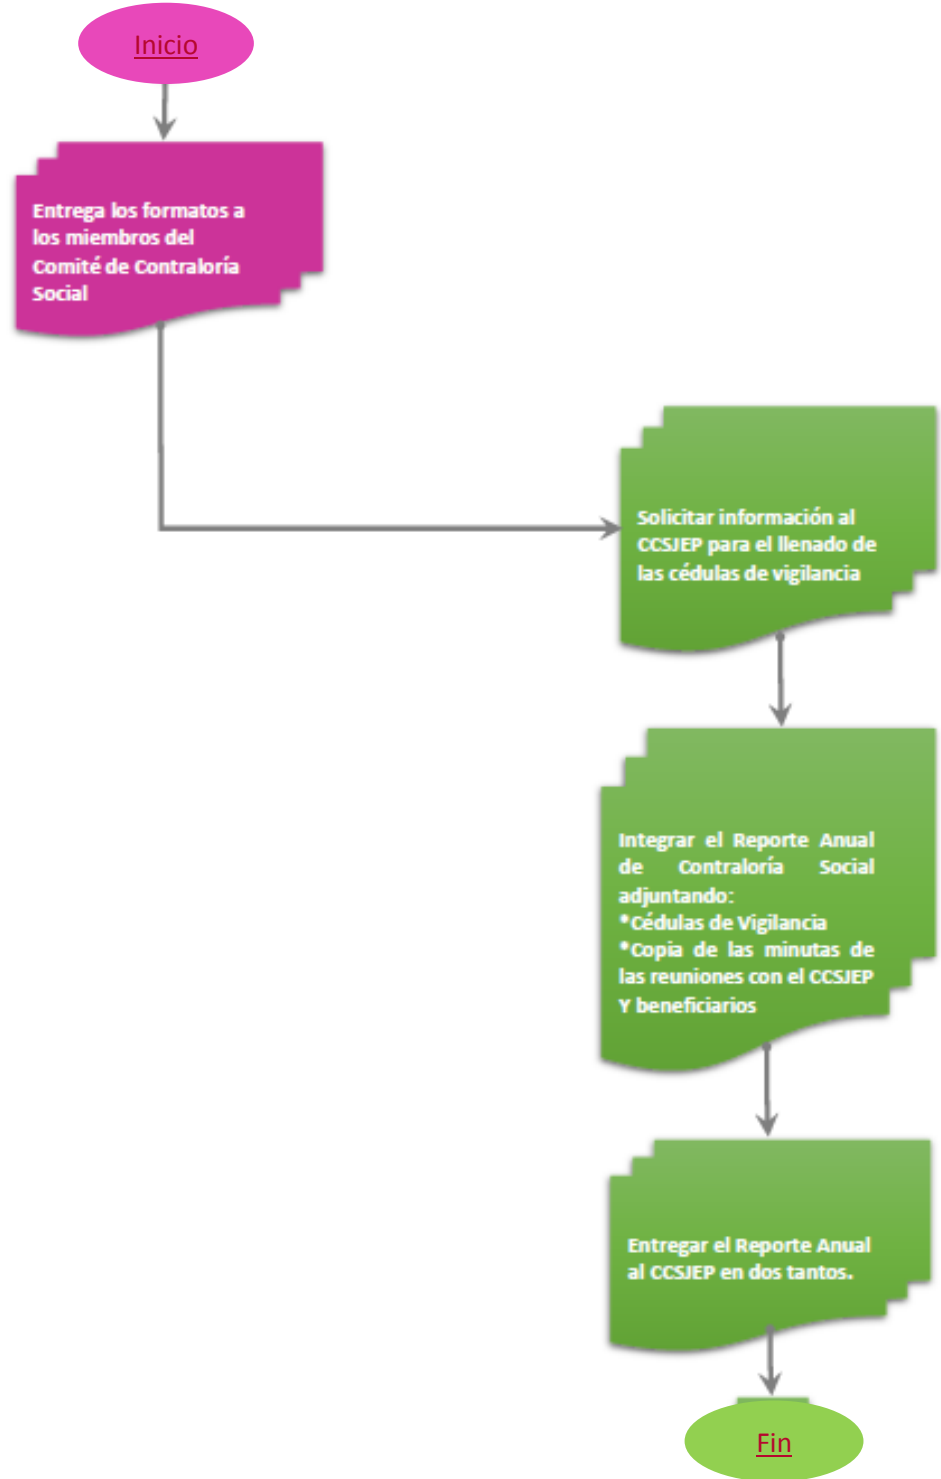 Inicio
Entrega los formatos a
los miembros del
Comité de Contraloría
Social
Solicitar información al
CCSJEP para el llenado de
las cédulas de vigilancia
Integrar el Reporte Anual
de Contraloría Social
adjuntando:
*Cédulas de Vigilancia
*Copia de las minutas de
las reuniones con el CCSJEP
Y beneficiarios
Entregar el Reporte Anual
al CCSJEP en dos tantos.
Fin